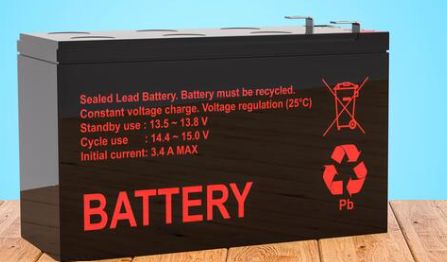 Sealed Lead Battery. Battery must be recycled.
Constant voltage charge. Voltage regulation (25°C)
Standby use : 13.5 ~ 13.8 V
Cycle use : 14.4 ~ 15.0 V
Initial current: 3.4 A MAX
BATTERY
Pb